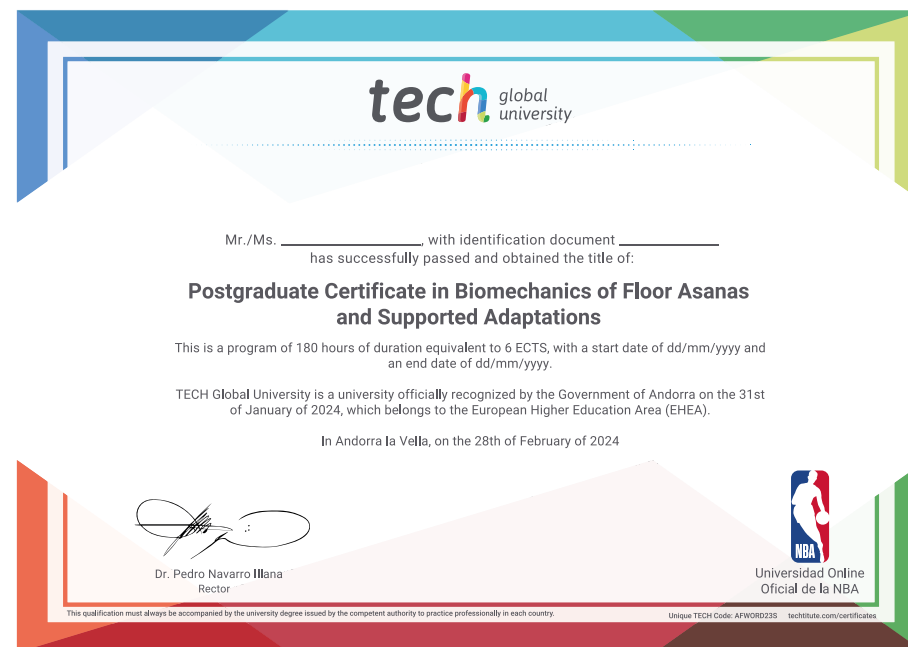 tech global
university
Mr./Ms. ____________________, with identification document ______________
has successfully passed and obtained the title of:
Postgraduate Certificate in Biomechanics of Floor Asanas
and Supported Adaptations
This is a program of 180 hours of duration equivalent to 6 ECTS, with a start date of dd/mm/yyyy and
an end date of dd/mm/yyyy.
TECH Global University is a university officially recognized by the Government of Andorra on the 31st
of January of 2024, which belongs to the European Higher Education Area (EHEA).
In Andorra la Vella, on the 28th of February of 2024
Dr. Pedro Navarro Illana
Rector
NBA
Universidad Online
Oficial de la NBA
This qualification must always be accompanied by the university degree issued by the competent authority to practice professionally in each country.
Unique TECH Code: AFWORD23S techtitute.com/certificates